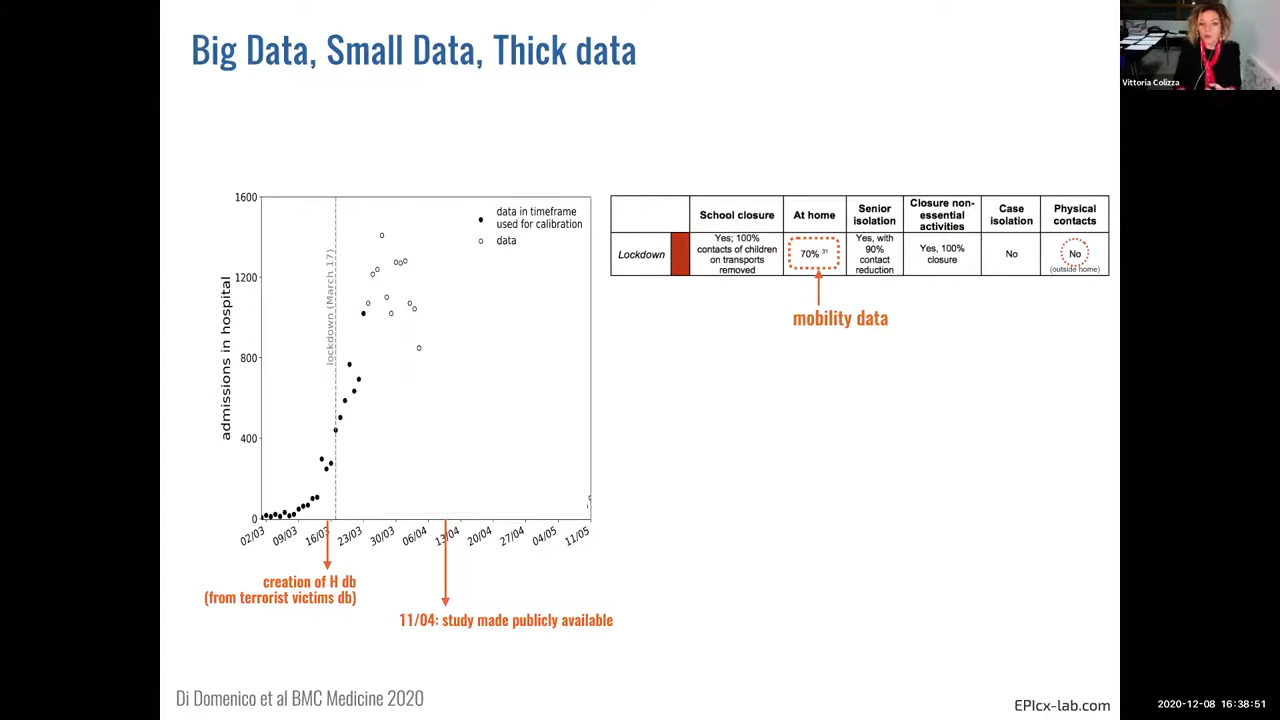 Big Data, Small Data, Thick data
Vittoria Colizza
1600
1200
800
400
0
admissions in hospital
lockdown (March 17)
data in timeframe
used for calibration
data
02/03
09/03
16/03
23/03
30/03
06/04
13/04
20/04
27/04
04/05
11/05
creation of H db
(from terrorist victims db)
11/04: study made publicly available
School closure
At home
Senior
isolation
Closure non-
essential
activities
Case
isolation
Physical
contacts
Lockdown
Yes; 100%
contacts of children
on transports
removed
70% 31
Yes, with
90%
contact
reduction
Yes, 100%
closure
No
No
(outside home)
mobility data
Di Domenico et al BMC Medicine 2020
EPIcx-lab.com
2020-12-08 16:38:51